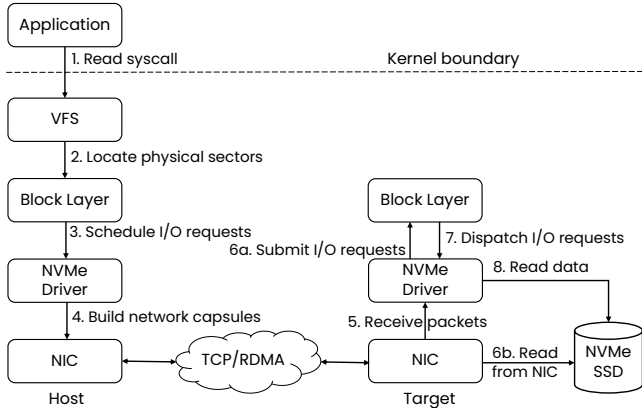 Application
1. Read syscall
Kernel boundary
VFS
2. Locate physical sectors
Block Layer
Block Layer
3. Schedule I/O requests
6a. Submit I/O requests
7. Dispatch I/O requests
NVMe
Driver
NVMe
Driver
8. Read data
4. Build network capsules
5. Receive packets
NIC
TCP/RDMA
NIC
6b. Read
from NIC
NVMe
SSD
Host
Target